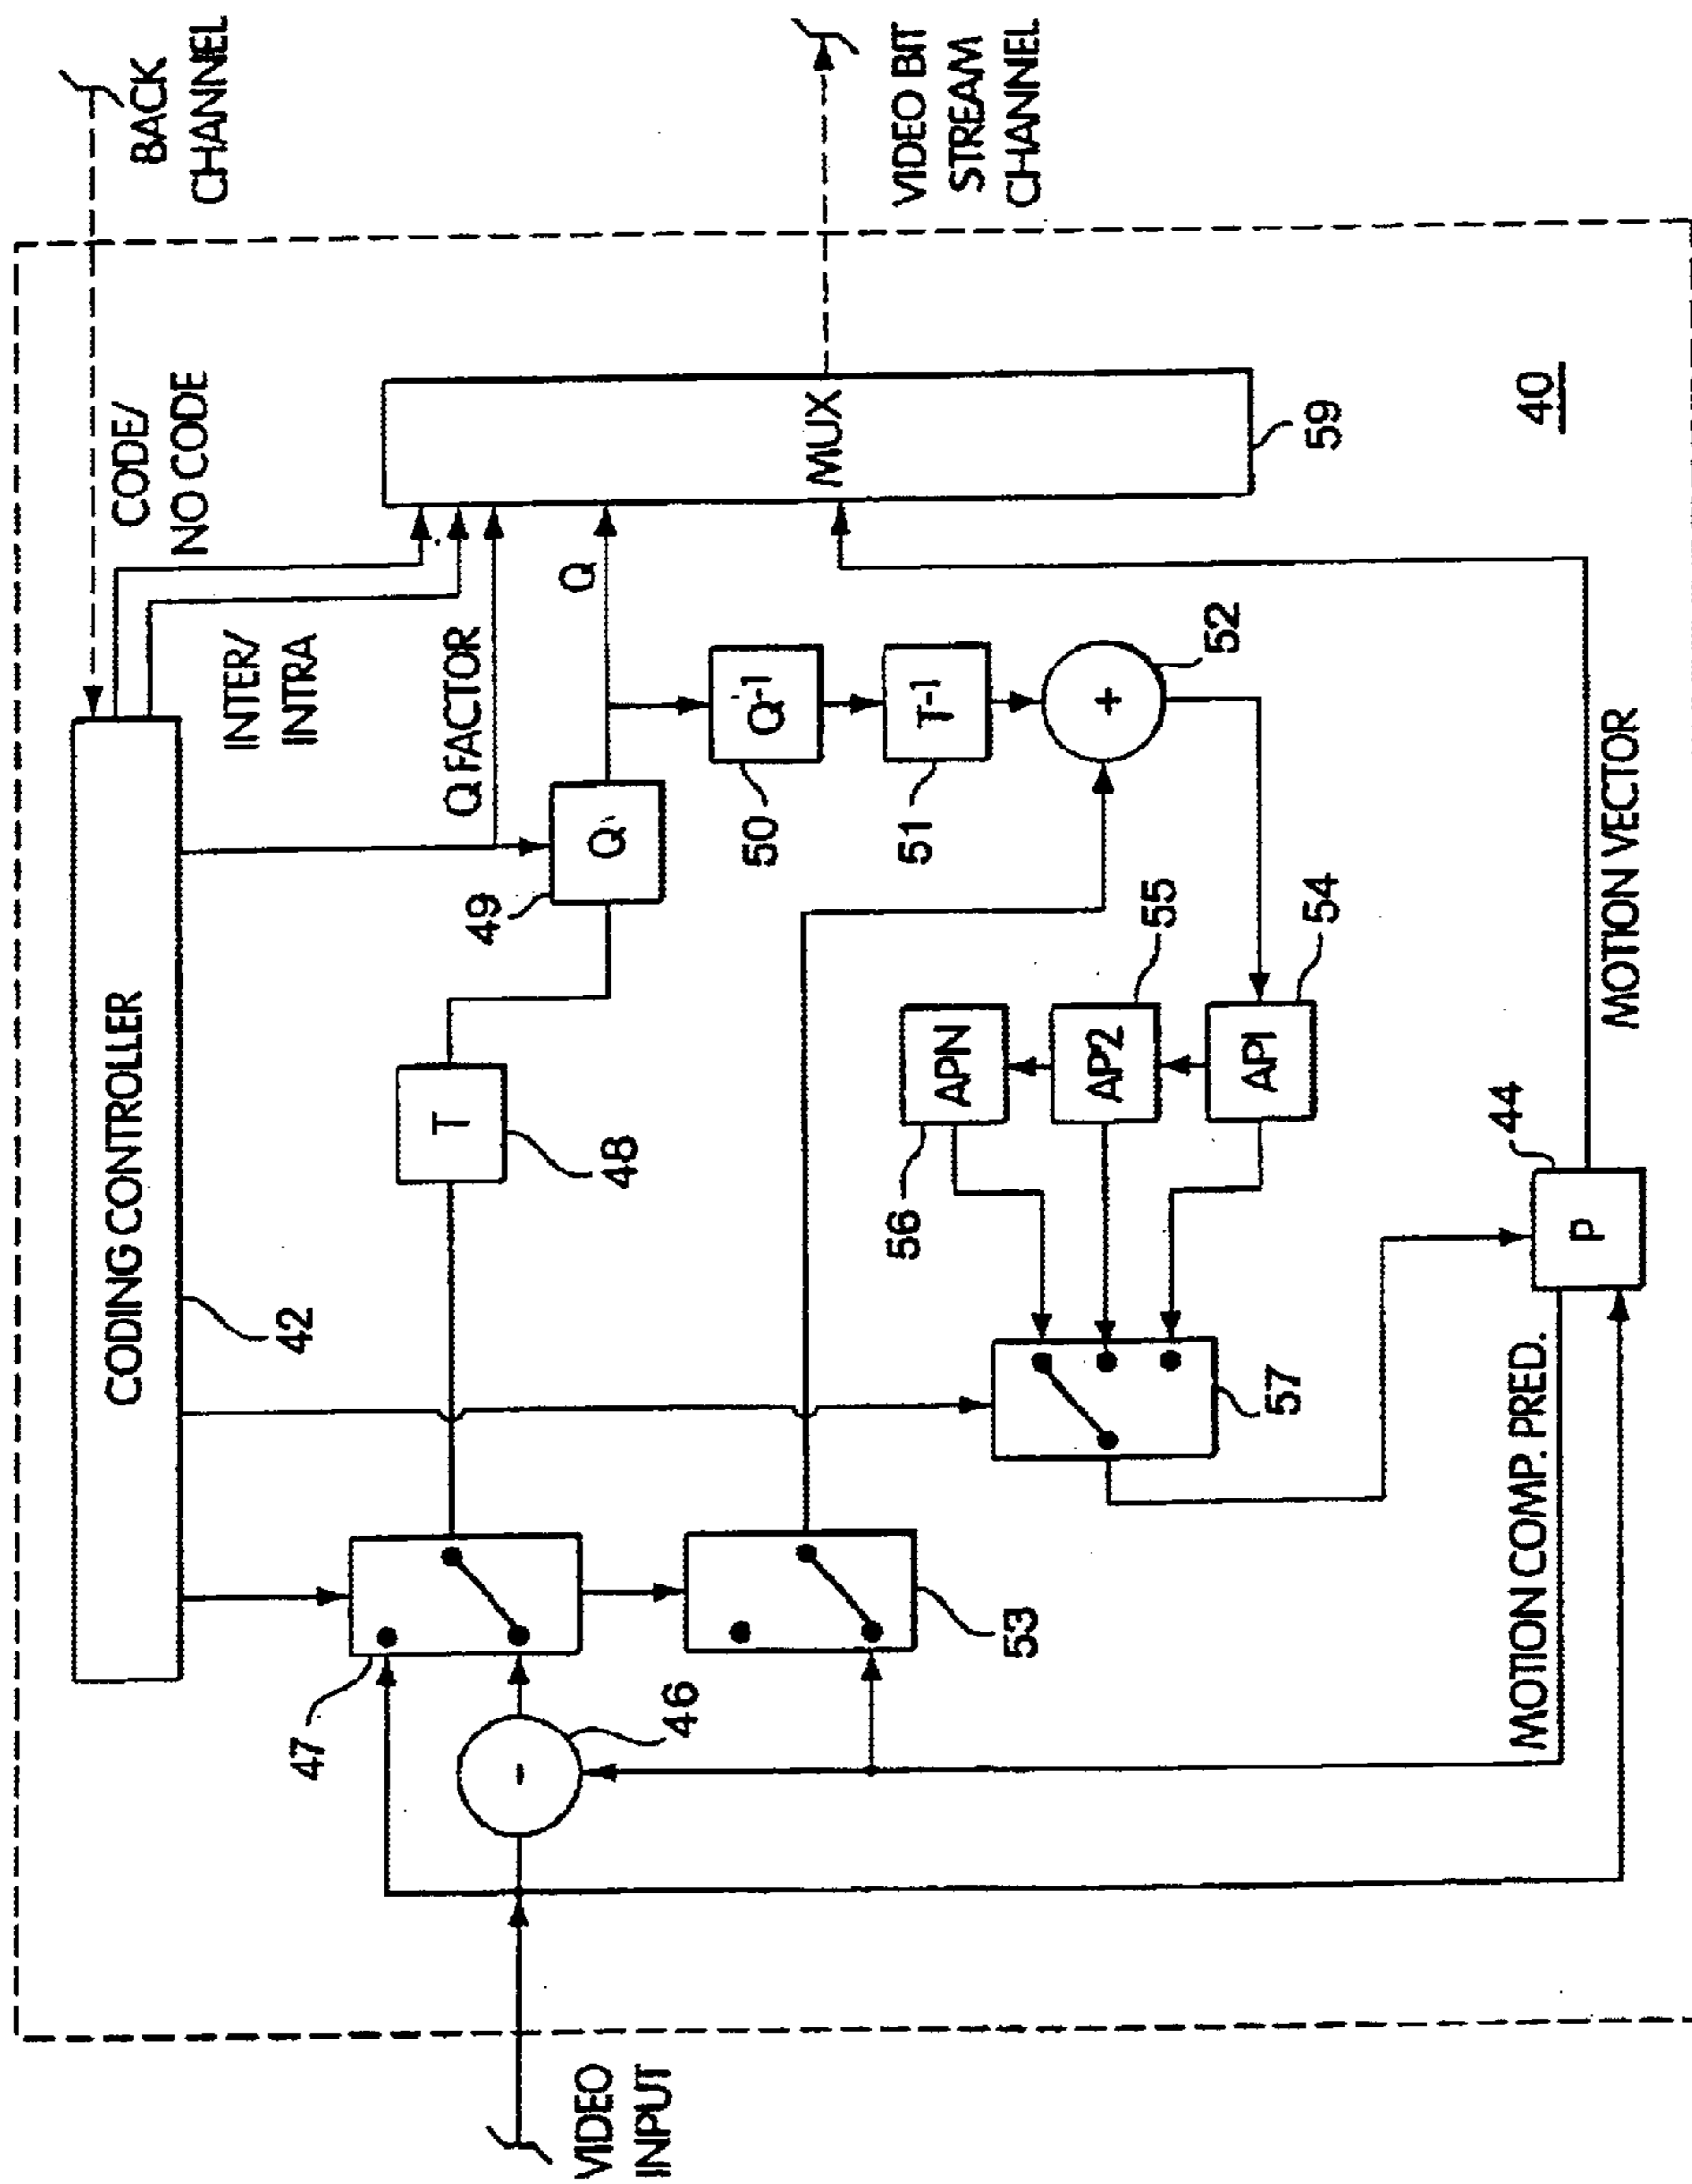 BACK
CHANNEL
CODE/
NO CODE
CODING CONTROLLER
42
INTER/
INTRA
Q FACTOR
Q
VIDEO BIT
STREAM
CHANNEL
MUX
59
40
47
T
48
49
Q
Q-1
50
T-1
51
+
52
VIDEO
INPUT
-
46
53
57
APN
56
AP2
55
AP1
54
P
44
MOTION COMP. PRED.
MOTION VECTOR